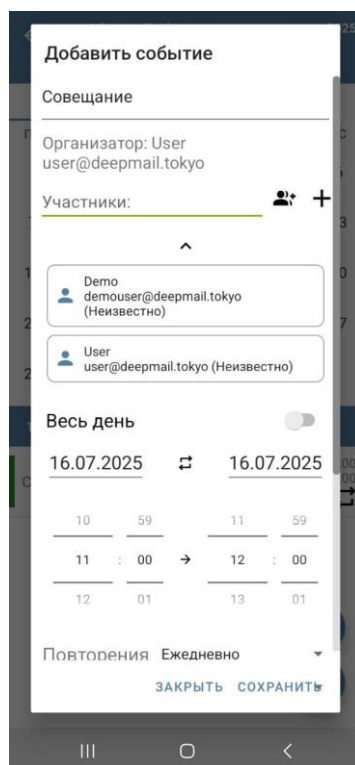 Добавить событие
Совещание
Организатор: User
user@deepmail.tokyo
Участники:
Demo
demouser@deepmail.tokyo
(Неизвестно)
User
user@deepmail.tokyo (Неизвестно)
Весь день
16.07.2025 16.07.2025
10 59 11 59
11 : 00 → 12 : 00
12 01 13 01
Повторения Ежедневно
ЗАКРЫТЬ СОХРАНИТЬ